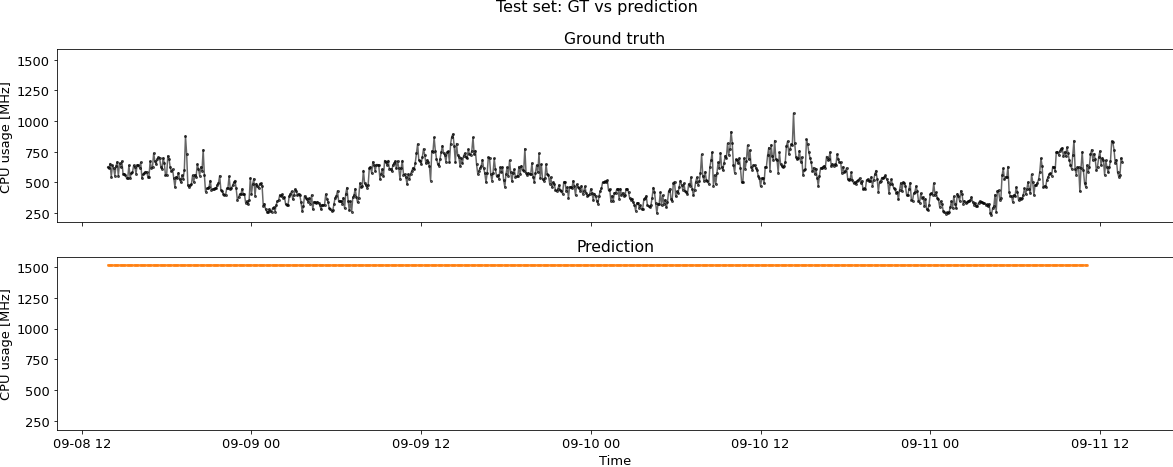 Test set: GT vs prediction
Ground truth
CPU usage [MHz]
1500
1250
1000
750
500
250
Prediction
CPU usage [MHz]
1500
1250
1000
750
500
250
09-08 12 09-09 00 09-09 12 09-10 00 09-10 12 09-11 00 09-11 12
Time